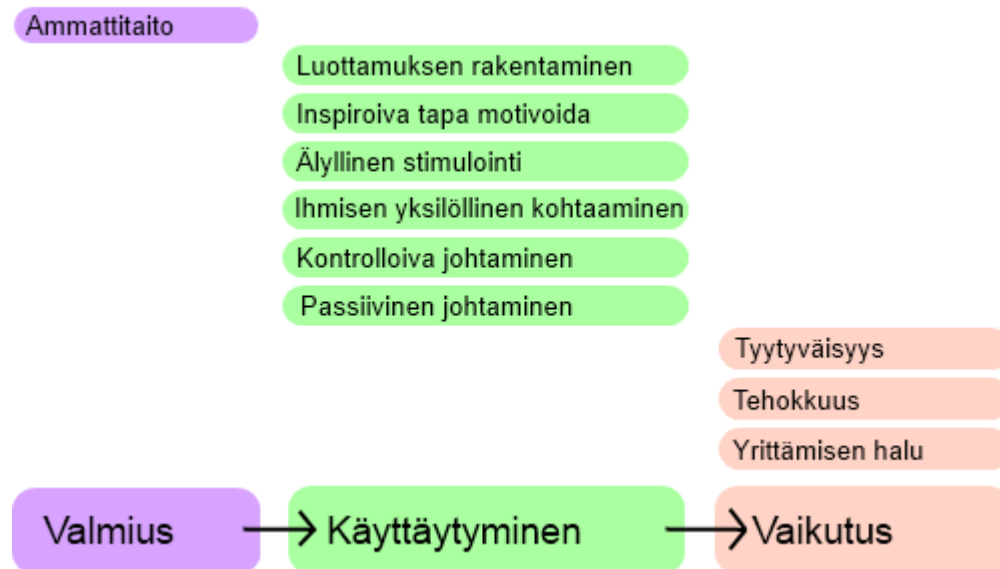 Ammattitaito
Luottamuksen rakentaminen
Inspiroiva tapa motivoida
Älyllinen stimulointi
Ihmisen yksilöllinen kohtaaminen
Kontrolloiva johtaminen
Passiivinen johtaminen
Tyytyväisyys
Tehokkuus
Yrittämisen halu
Valmius
Käyttäytyminen
Vaikutus